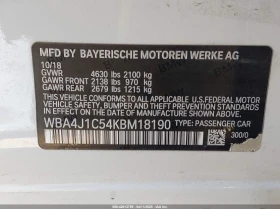 MFD BY BAYERISCHE MOTOREN WERKE AG
10/18
GVWR 4630 lbs 2100 kg
GAWR FRONT 2138 lbs 970 kg
GAWR REAR 2679 lbs 1215 kg
THIS VEHICLE CONFORMS TO ALL APPLICABLE U.S.FEDERAL MOTOR
VEHICLE SAFETY, BUMPER, AND THEFT PREVENTION STANDARDS
IN EFFECT ON THE DATE OF MANUFACTURE SHOWN ABOVE.
WBA4J1C54KBM18190 TYPE:PASSENGER CAR
300/0